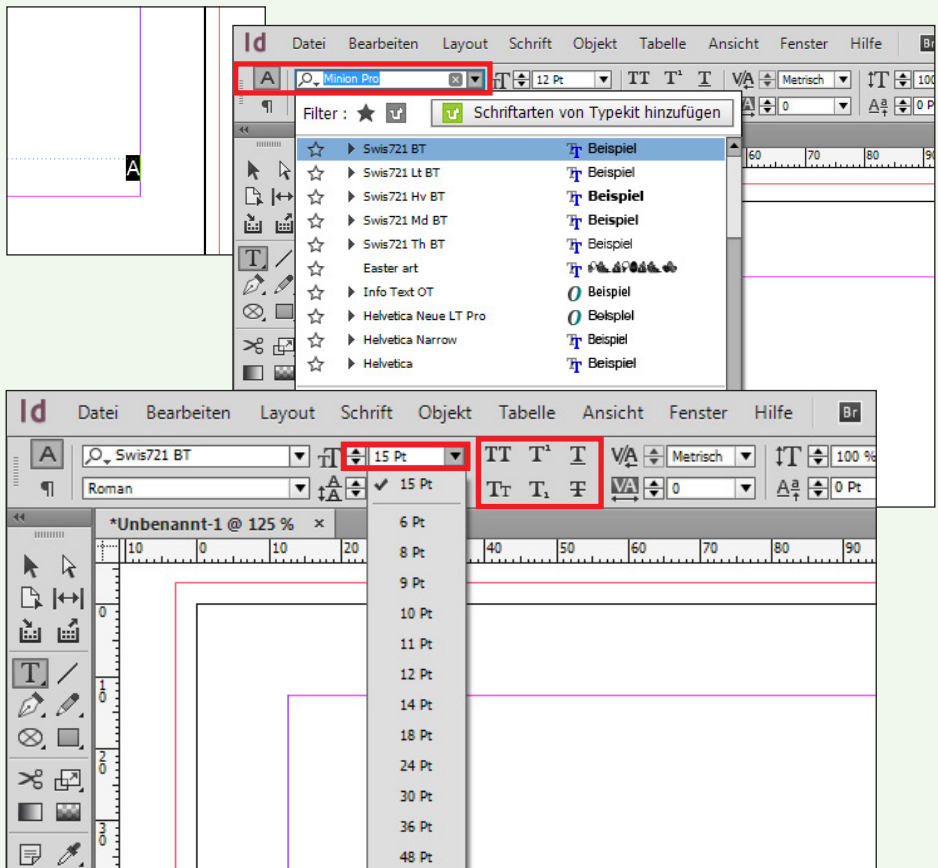 A
Id Datei Bearbeiten Layout Schrift Objekt Tabelle Ansicht Fenster Hilfe Br
A Minion Pro 12 Pt TT T¹ T V/A Metrisch 100
¶ Filter : Schriftarten von Typekit hinzufügen 0 0 P
Swis721 BT Beispiel
60 70 80 90
Swis721 Lt BT Beispiel
Swis721 Hv BT Beispiel
Swis721 Md BT Beispiel
Swis721 Th BT Beispiel
Easter art
Info Text OT Beispiel
Helvetica Neue LT Pro Beispiel
Helvetica Narrow Beispiel
Helvetica Beispiel
Id Datei Bearbeiten Layout Schrift Objekt Tabelle Ansicht Fenster Hilfe Br
A Swis721 BT 15 Pt TT T¹ T V/A Metrisch 100 %
¶ Roman 15 Pt Tт T₁ Ŧ VA 0 0 Pt
*Unbenannt-1 @ 125 % ×
10 0 10 20 40 50 60 70 80 90
6 Pt
8 Pt
9 Pt
0 10 Pt
11 Pt
12 Pt
10 14 Pt
18 Pt
20 24 Pt
30 Pt
30 36 Pt
48 Pt